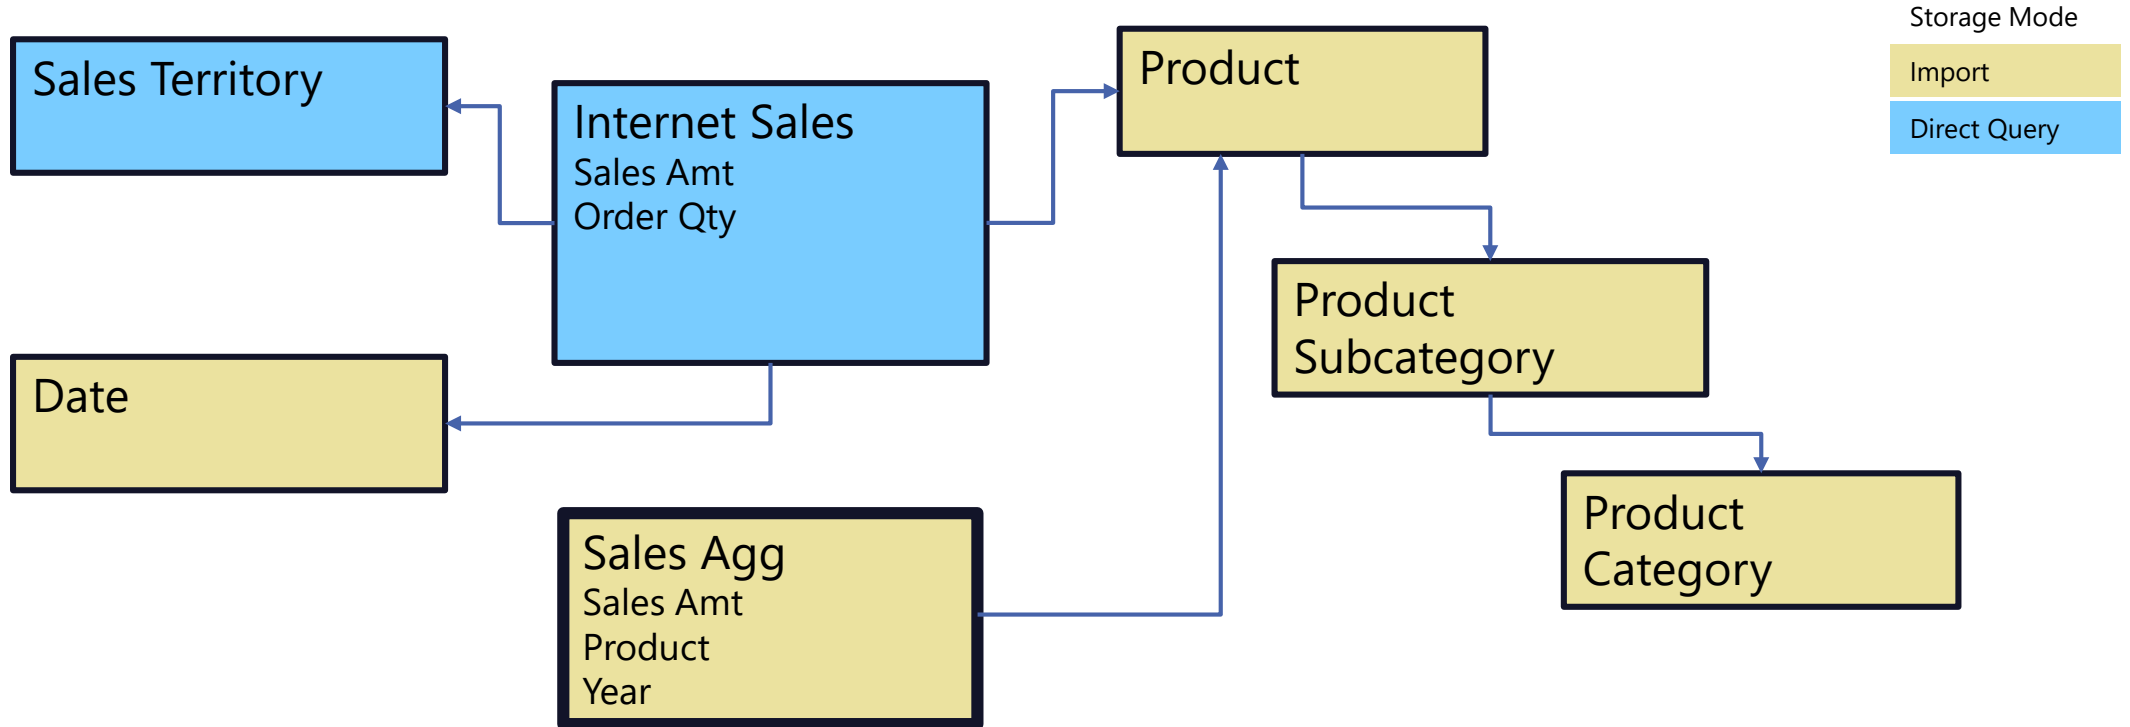 Sales Territory
Internet Sales
Sales Amt
Order Qty
Product
Storage Mode
Import
Direct Query
Date
Product
Subcategory
Sales Agg
Sales Amt
Product
Year
Product
Category